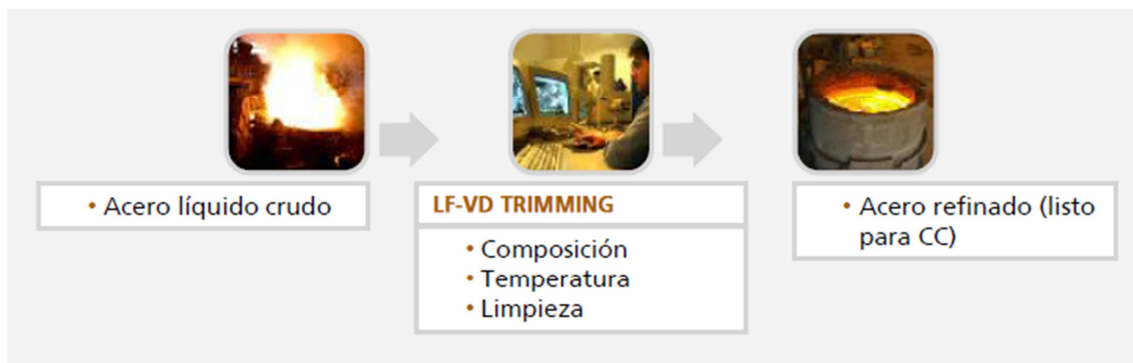 • Acero líquido crudo
LF-VD TRIMMING
• Composición
• Temperatura
• Limpieza
• Acero refinado (listo
para CC)